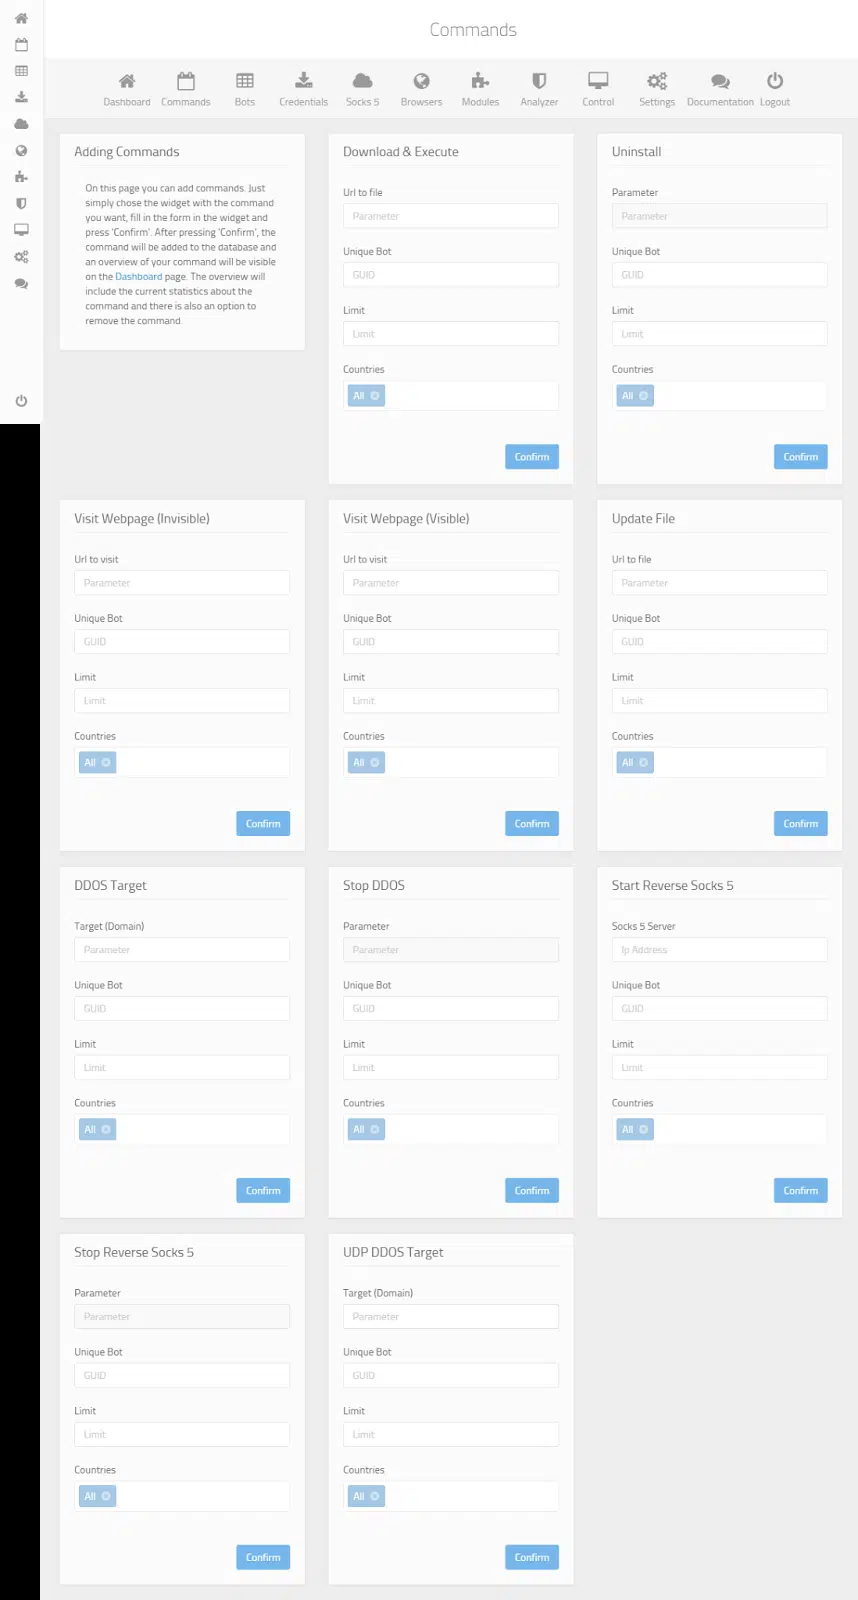 Commands
Dashboard Commands Bots Credentials Socks 5 Browsers Modules Analyzer Control Settings Documentation Logout
Adding Commands
On this page you can add commands. Just
simply chose the widget with the command
you want, fill in the form in the widget and
press 'Confirm'. After pressing 'Confirm', the
command will be added to the database and
an overview of your command will be visible
on the Dashboard page. The overview will
include the current statistics about the
command and there is also an option to
remove the command.
Download & Execute
Url to file
Parameter
Unique Bot
GUID
Limit
Limit
Countries
All
Confirm
Uninstall
Parameter
Parameter
Unique Bot
GUID
Limit
Limit
Countries
All
Confirm
Visit Webpage (Invisible)
Url to visit
Parameter
Unique Bot
GUID
Limit
Limit
Countries
All
Confirm
Visit Webpage (Visible)
Url to visit
Parameter
Unique Bot
GUID
Limit
Limit
Countries
All
Confirm
Update File
Url to file
Parameter
Unique Bot
GUID
Limit
Limit
Countries
All
Confirm
DDOS Target
Target (Domain)
Parameter
Unique Bot
GUID
Limit
Limit
Countries
All
Confirm
Stop DDOS
Parameter
Parameter
Unique Bot
GUID
Limit
Limit
Countries
All
Confirm
Start Reverse Socks 5
Socks 5 Server
Ip Address
Unique Bot
GUID
Limit
Limit
Countries
All
Confirm
Stop Reverse Socks 5
Parameter
Parameter
Unique Bot
GUID
Limit
Limit
Countries
All
Confirm
UDP DDOS Target
Target (Domain)
Parameter
Unique Bot
GUID
Limit
Limit
Countries
All
Confirm